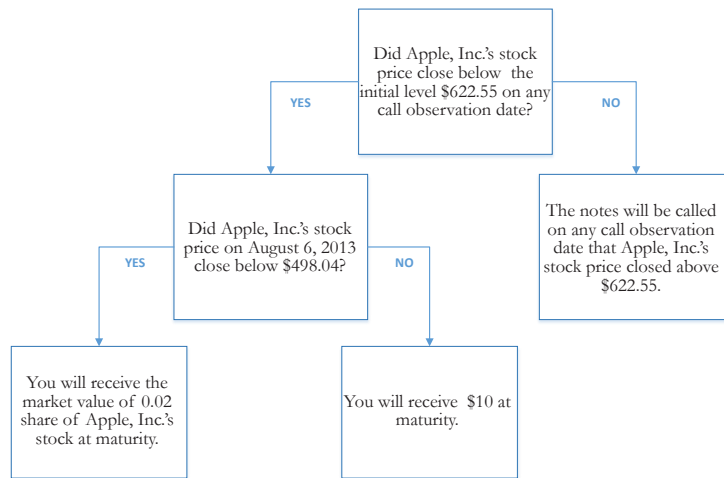 Did Apple, Inc.'s stock
price close below the
initial level $622.55 on any
call observation date?
YES
NO
Did Apple, Inc.'s stock
price on August 6, 2013
close below $498.04?
The notes will be called
on any call observation
date that Apple, Inc.'s
stock price closed above
$622.55.
YES
NO
You will receive the
market value of 0.02
share of Apple, Inc.'s
stock at maturity.
You will receive $10 at
maturity.